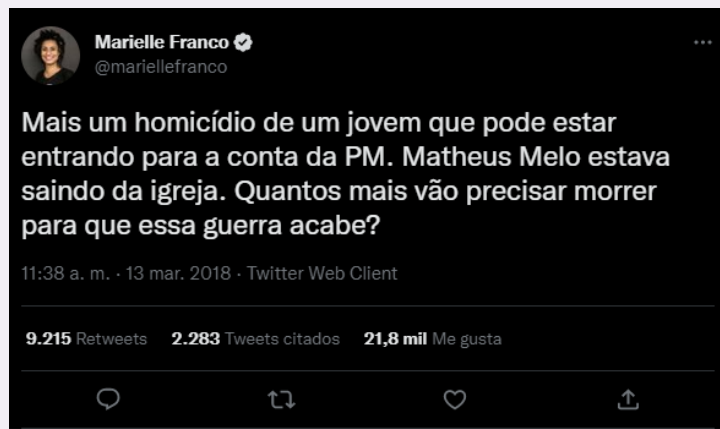 Marielle Franco
@mariellefranco
Mais um homicídio de um jovem que pode estar
entrando para a conta da PM. Matheus Melo estava
saindo da igreja. Quantos mais vão precisar morrer
para que essa guerra acabe?
11:38 a. m. · 13 mar. 2018 · Twitter Web Client
9.215 Retweets 2.283 Tweets citados 21,8 mil Me gusta